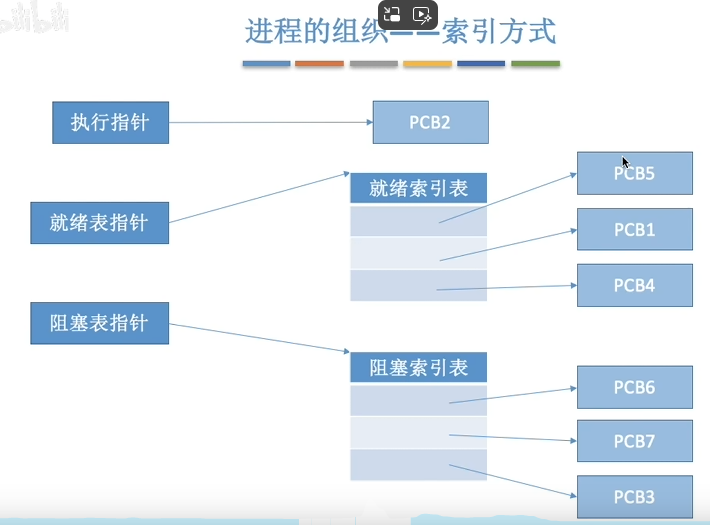 进程的组织——索引方式
执行指针
PCB2
就绪表指针
就绪索引表
PCB5
PCB1
PCB4
阻塞表指针
阻塞索引表
PCB6
PCB7
PCB3